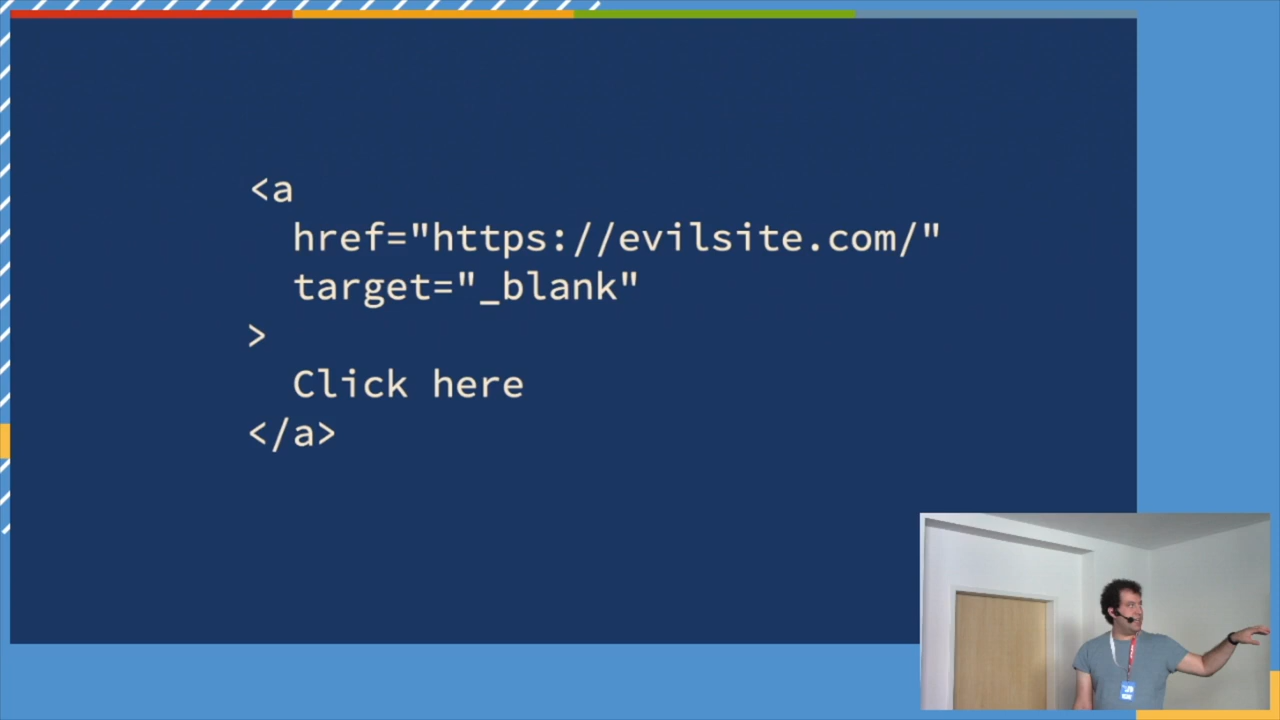 <a
href="https://evilsite.com/"
target="_blank"
>
Click here
</a>